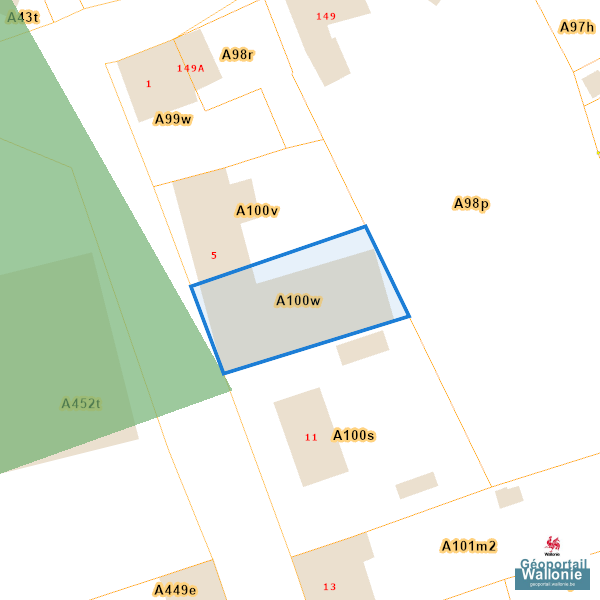 A43t
149
A97h
A98r
149A
1
A99w
A98p
A100v
5
A100w
A452t
A100s
11
A101m2
Wallonie
Géoportail
Wallonie
geoportail.wallonie.be
A449e
13